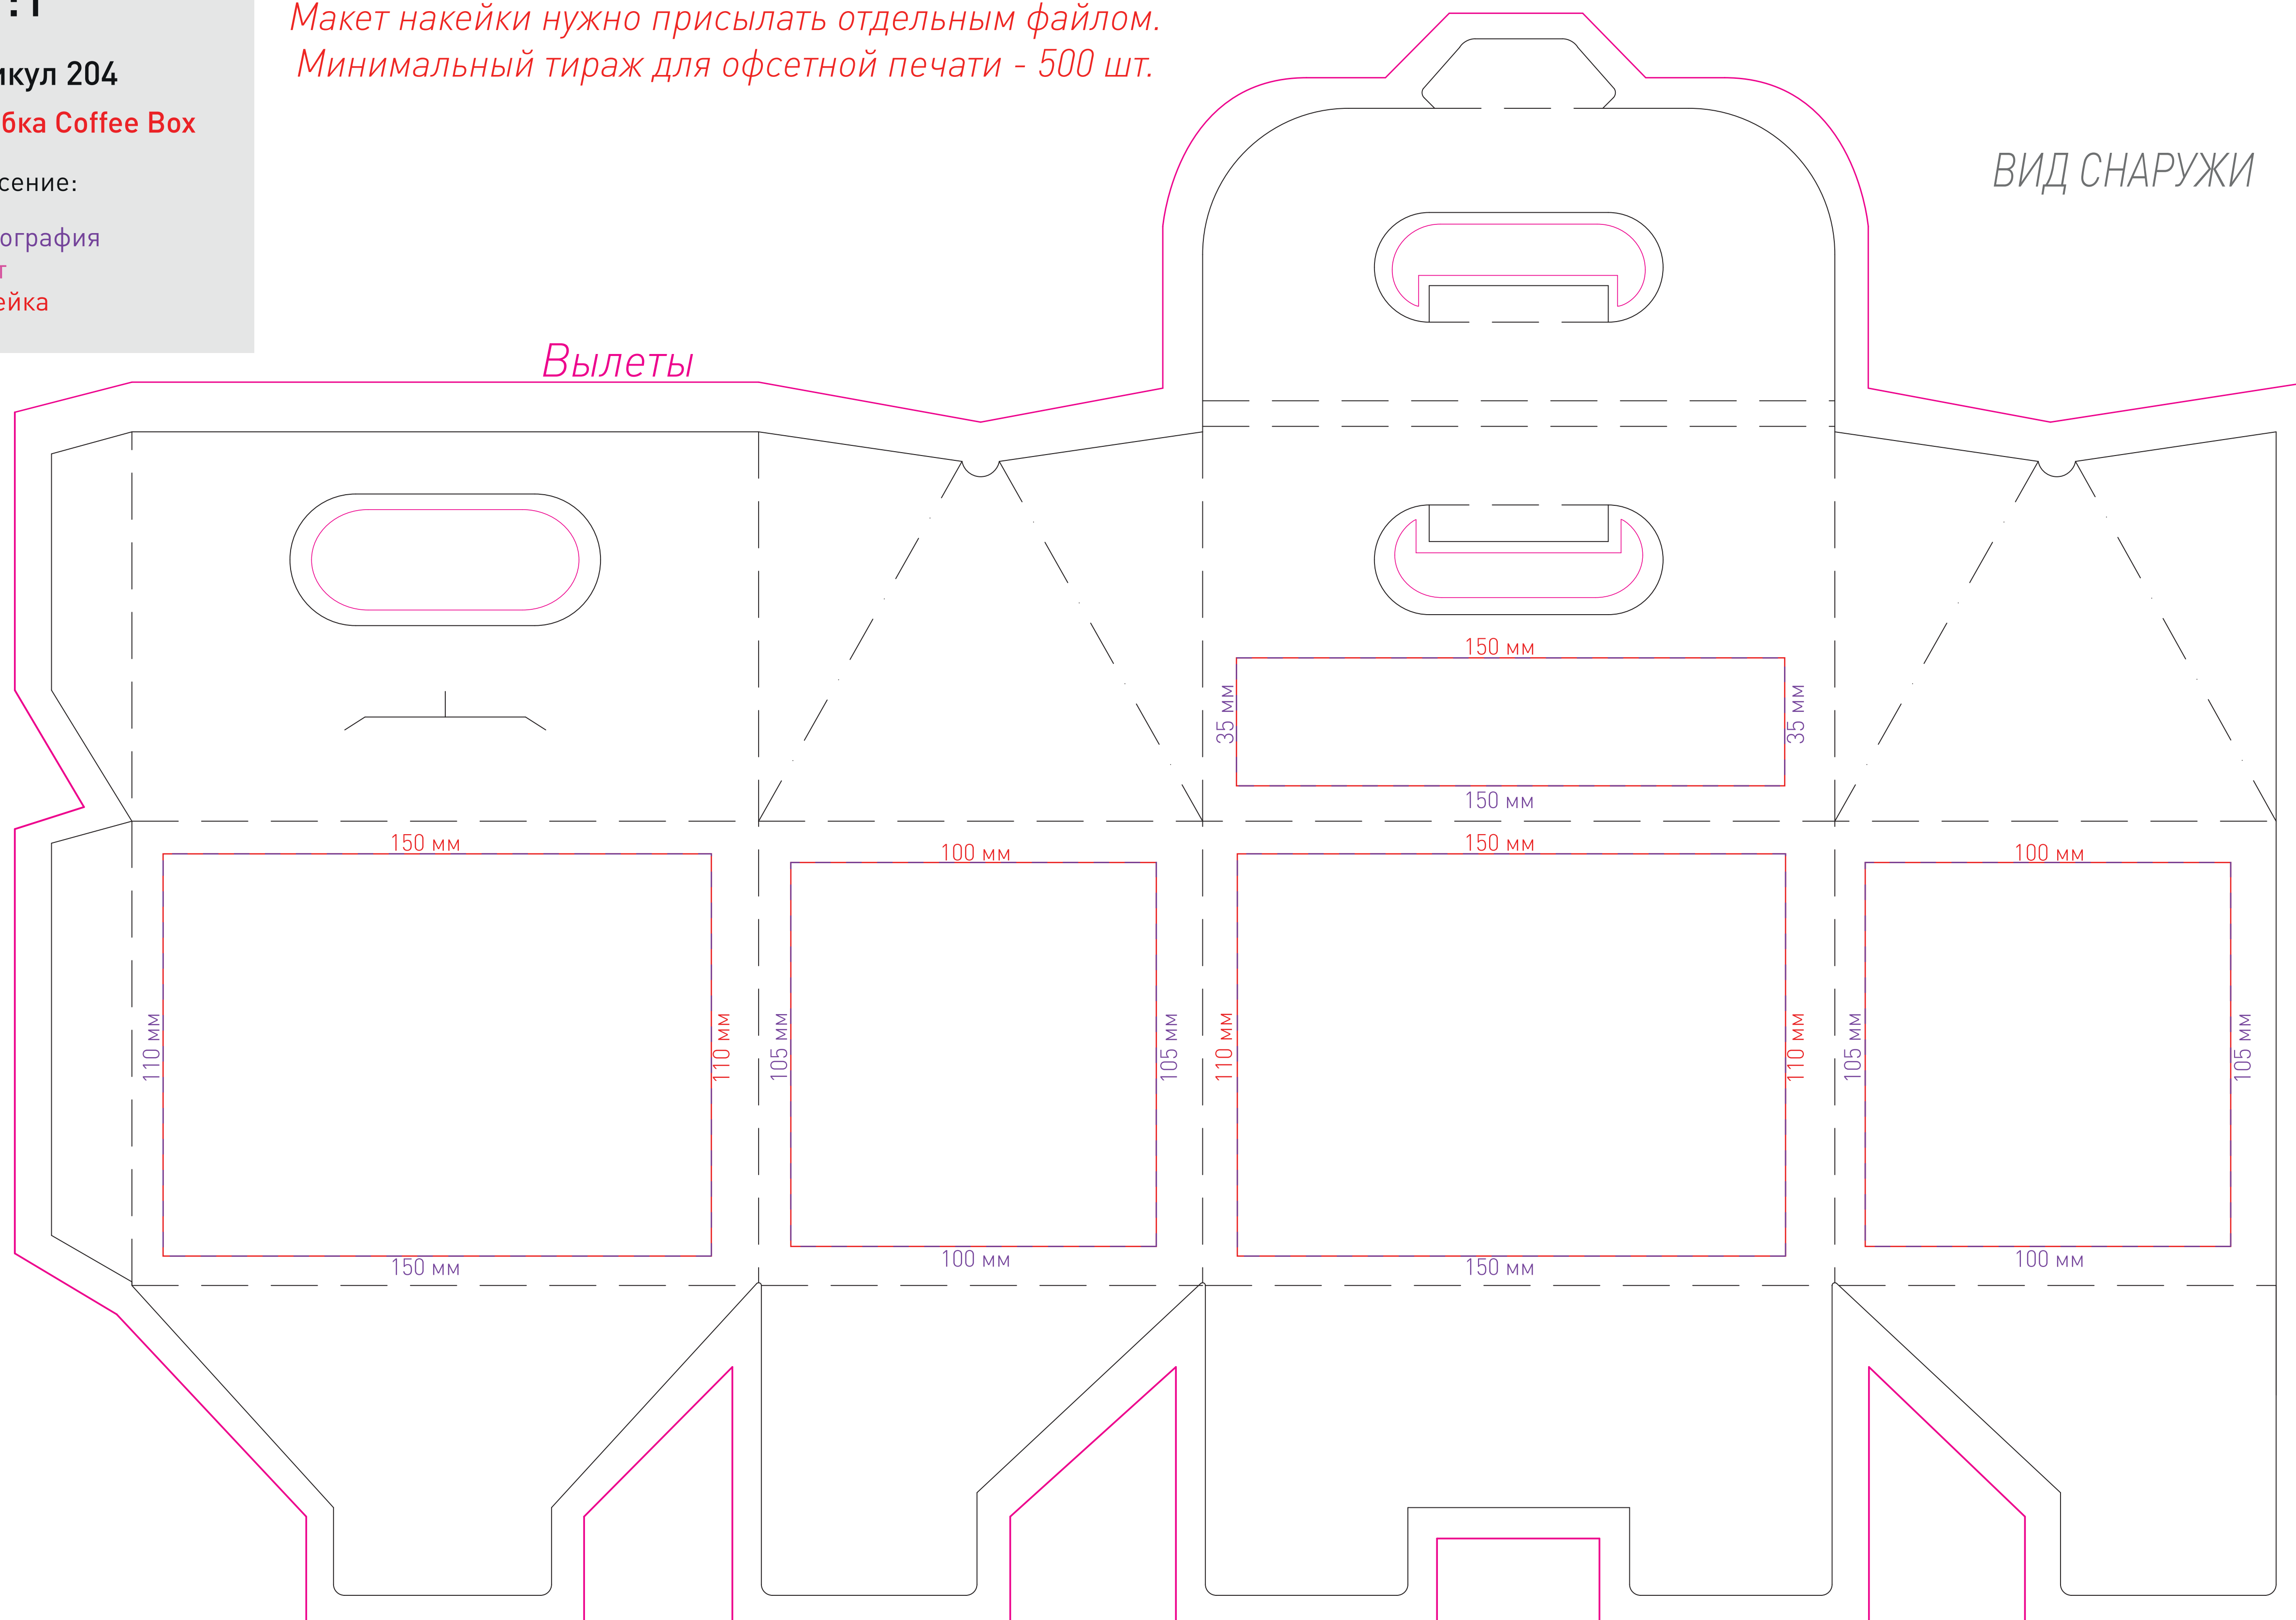 :1
икул 204
бка Coffee Box
сение:
ография
т
ейка
Макет накейки нужно присылать отдельным файлом.
Минимальный тираж для офсетной печати - 500 шт.
ВИД СНАРУЖИ
Вылеты
150 мм
35 мм
35 мм
150 мм
150 мм
110 мм
110 мм
150 мм
100 мм
105 мм
105 мм
100 мм
150 мм
110 мм
110 мм
150 мм
100 мм
105 мм
105 мм
100 мм